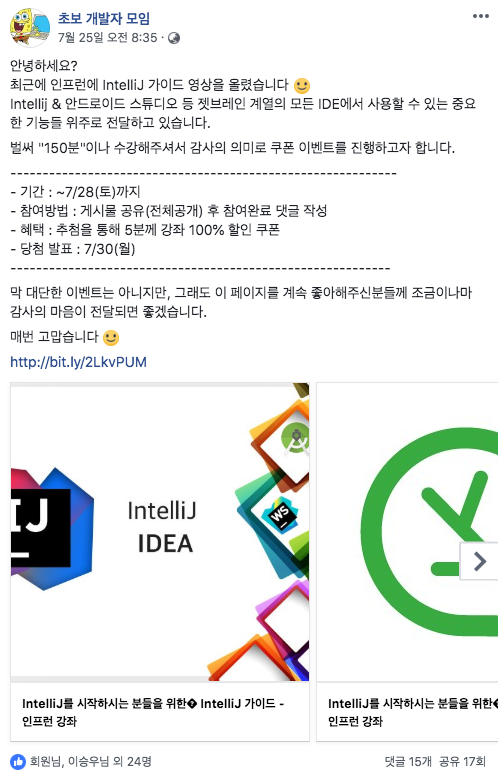 초보 개발자 모임
7월 25일 오전 8:35 ·
안녕하세요?
최근에 인프런에 IntelliJ 가이드 영상을 올렸습니다 🙂
Intellij & 안드로이드 스튜디오 등 젯브레인 계열의 모든 IDE에서 사용할 수 있는 중요
한 기능들 위주로 전달하고 있습니다.
벌써 "150분"이나 수강해주셔서 감사의 의미로 쿠폰 이벤트를 진행하고자 합니다.
------------------------------------------------------------
- 기간 : ~7/28(토)까지
- 참여방법 : 게시물 공유(전체공개) 후 참여완료 댓글 작성
- 혜택 : 추첨을 통해 5분께 강좌 100% 할인 쿠폰
- 당첨 발표 : 7/30(월)
-----------------------------------------------------------
막 대단한 이벤트는 아니지만, 그래도 이 페이지를 계속 좋아해주신분들께 조금이나마
감사의 마음이 전달되면 좋겠습니다.
매번 고맙습니다 🙂
http://bit.ly/2LkvPUM
IJ
IntelliJ
IDEA
WS
IntelliJ를 시작하시는 분들을 위한� IntelliJ 가이드 -
인프런 강좌
IntelliJ를 시작하시는 분들을 위한�
인프런 강좌
회원님, 이승우님 외 24명
댓글 15개 공유 17회